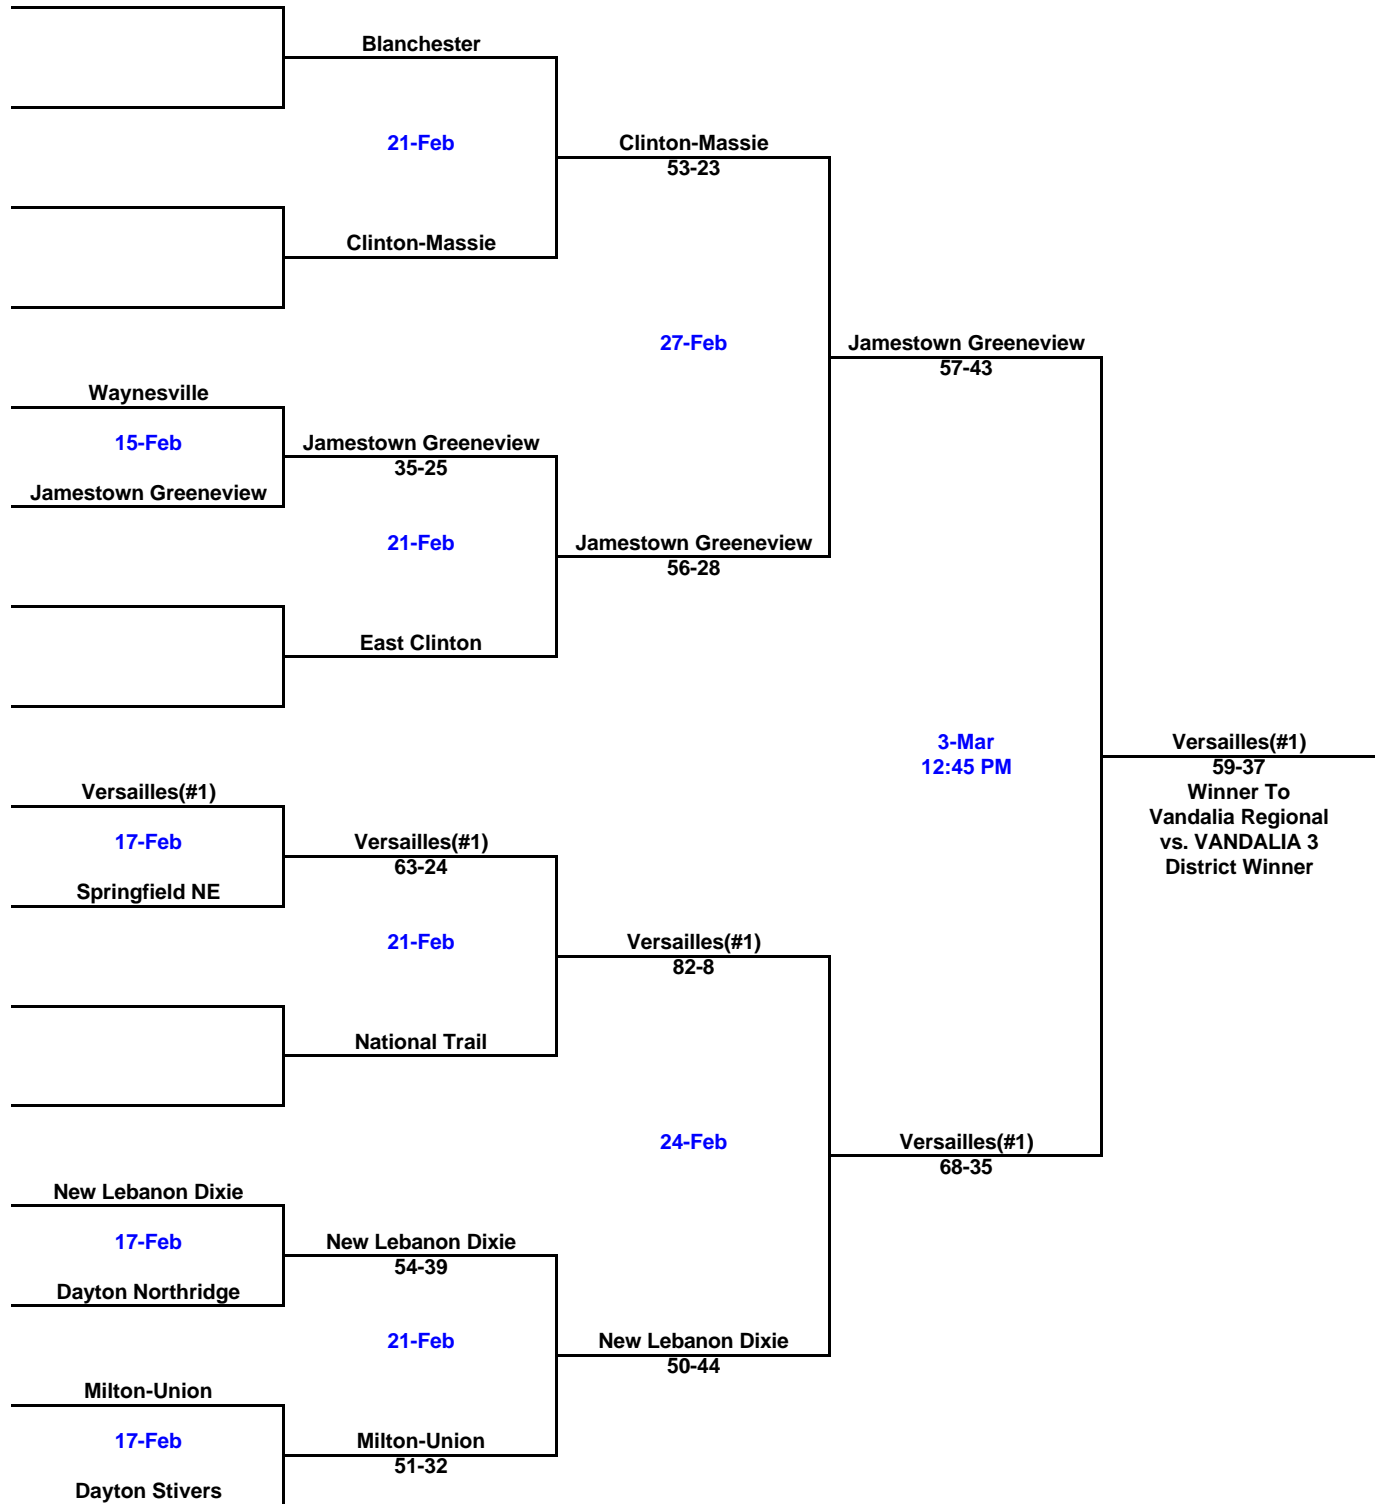 Blanchester
21-Feb
Clinton-Massie
53-23
Clinton-Massie
27-Feb
Jamestown Greeneview
57-43
Waynesville
15-Feb
Jamestown Greeneview
35-25
Jamestown Greeneview
21-Feb
Jamestown Greeneview
56-28
East Clinton
3-Mar
12:45 PM
Versailles(#1)
59-37
Winner To
Vandalia Regional
vs. VANDALIA 3
District Winner
Versailles(#1)
17-Feb
Versailles(#1)
63-24
Springfield NE
21-Feb
Versailles(#1)
82-8
National Trail
24-Feb
Versailles(#1)
68-35
New Lebanon Dixie
17-Feb
New Lebanon Dixie
54-39
Dayton Northridge
21-Feb
New Lebanon Dixie
50-44
Milton-Union
17-Feb
Milton-Union
51-32
Dayton Stivers